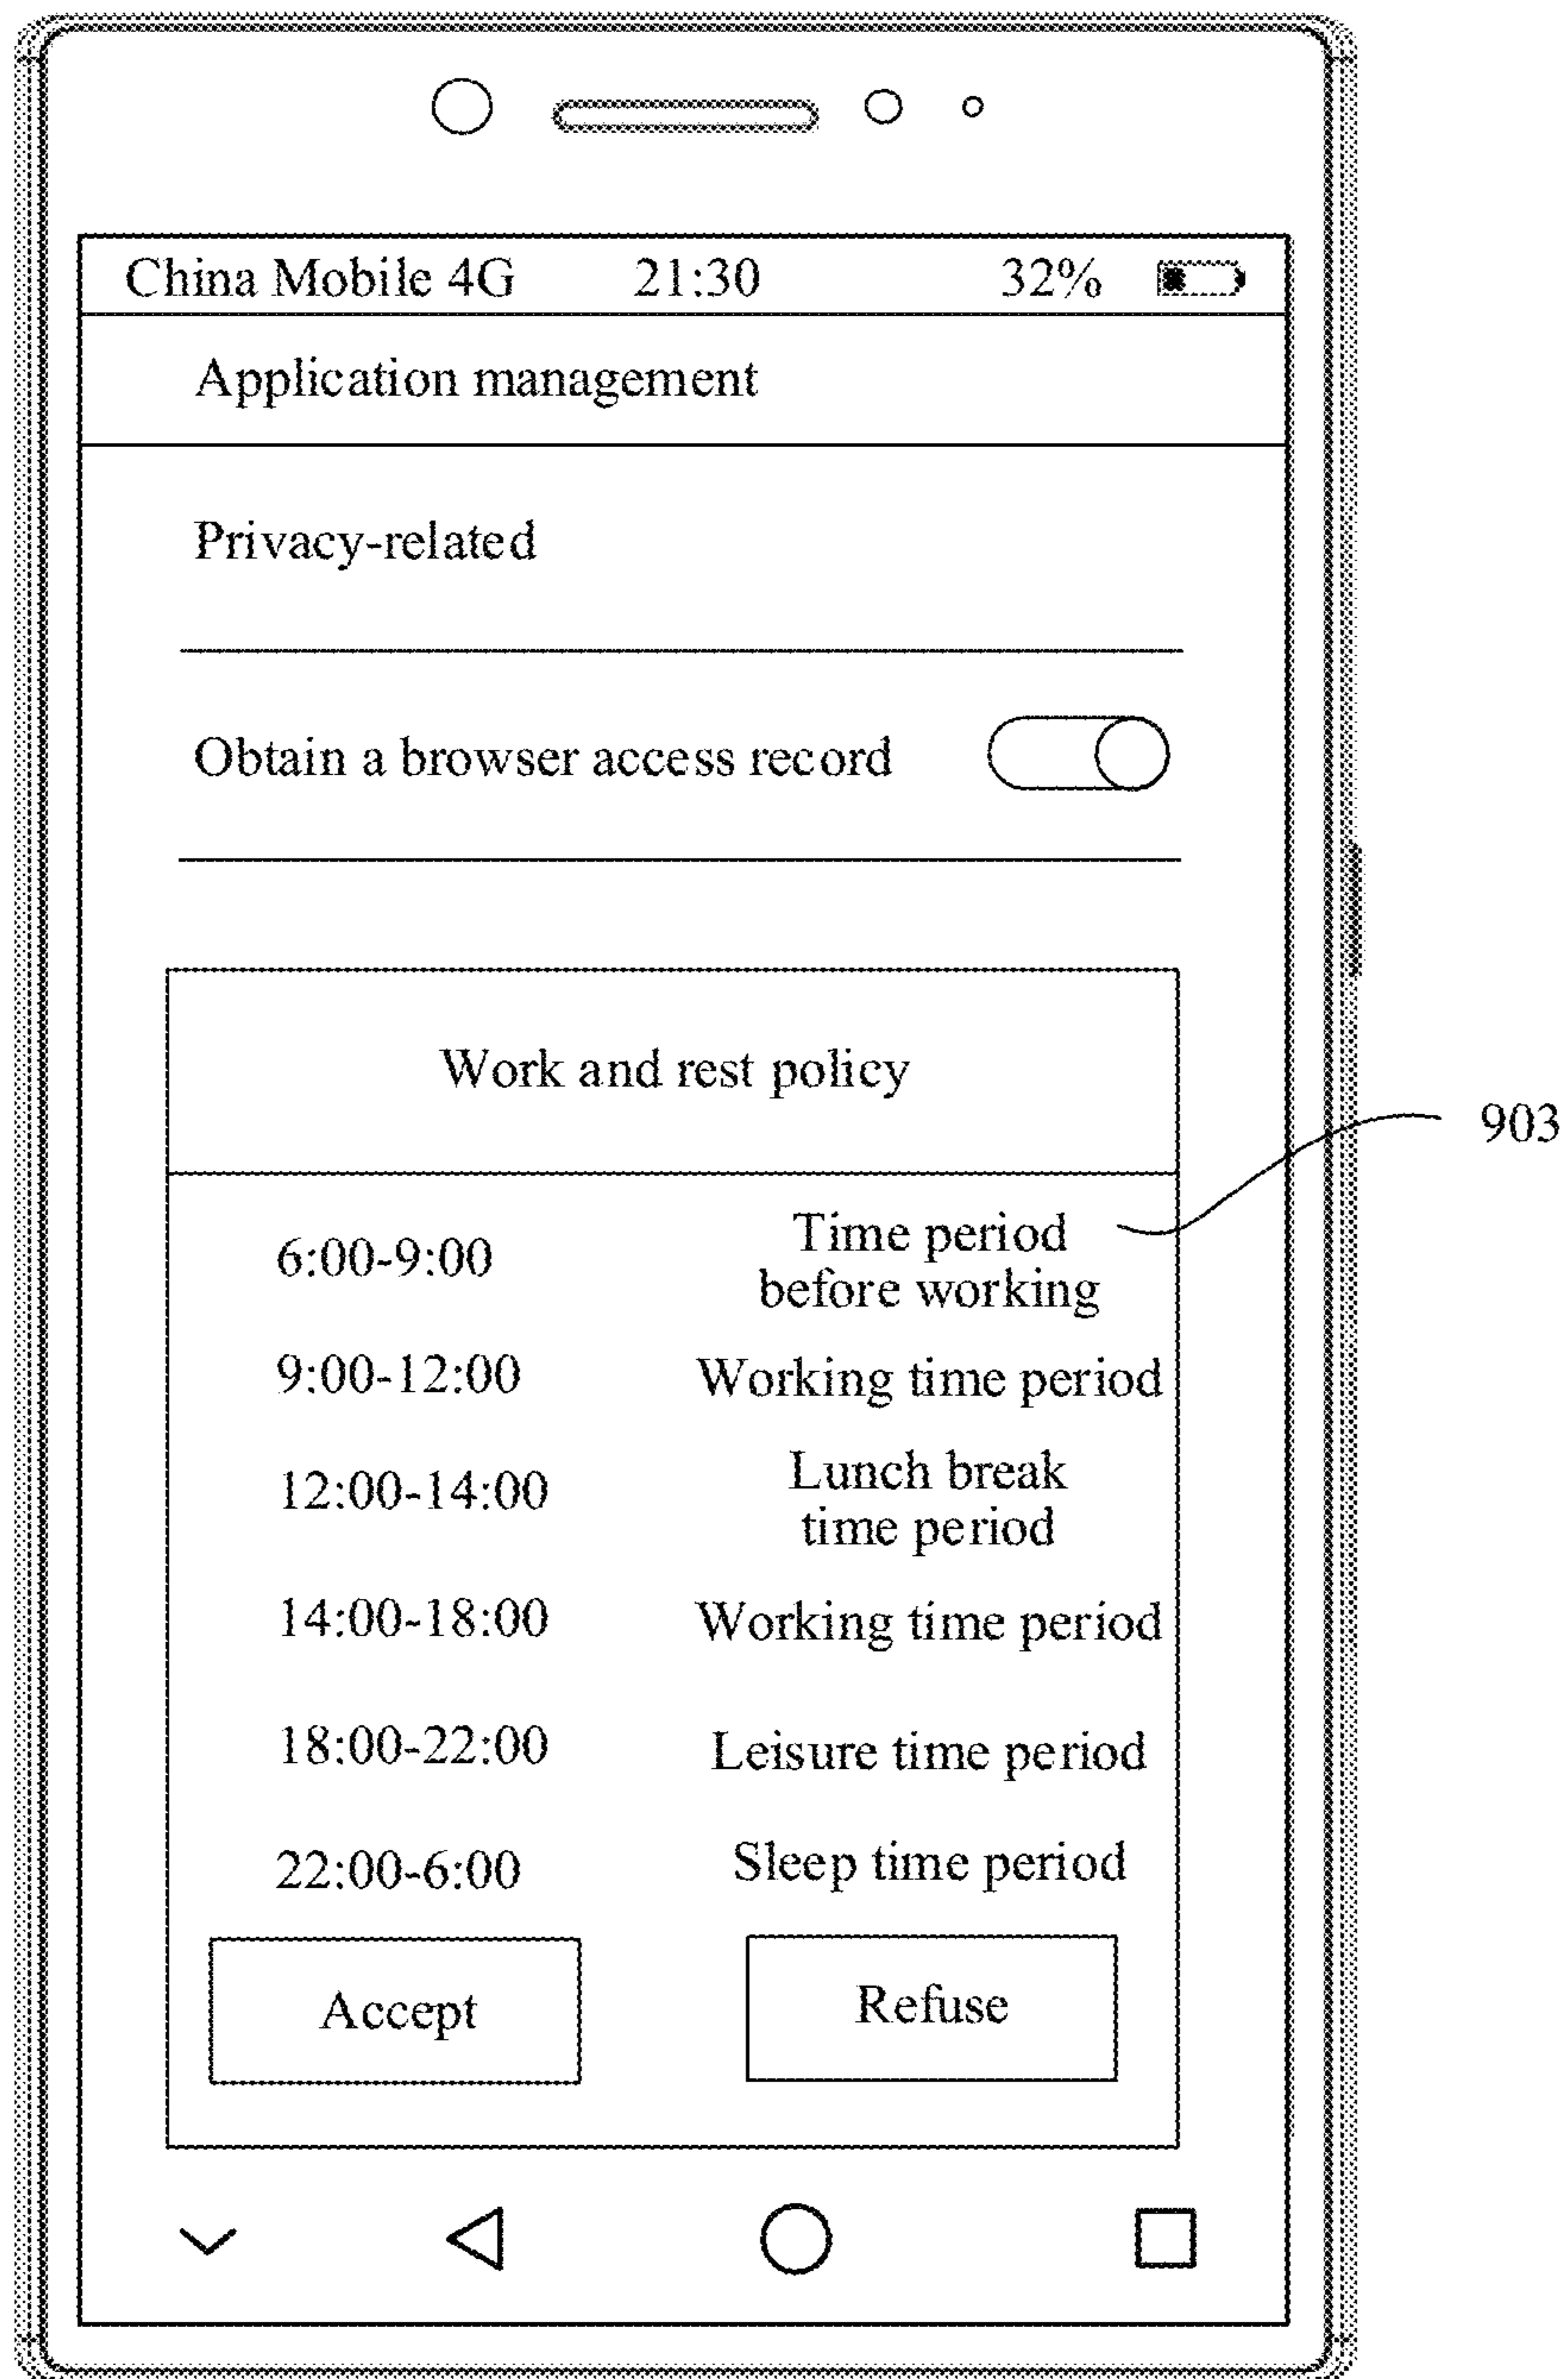 China Mobile 4G 21:30 32%
Application management
Privacy-related
Obtain a browser access record
Work and rest policy
903
6:00-9:00 Time period
before working
9:00-12:00 Working time period
12:00-14:00 Lunch break
time period
14:00-18:00 Working time period
18:00-22:00 Leisure time period
22:00-6:00 Sleep time period
Accept Refuse